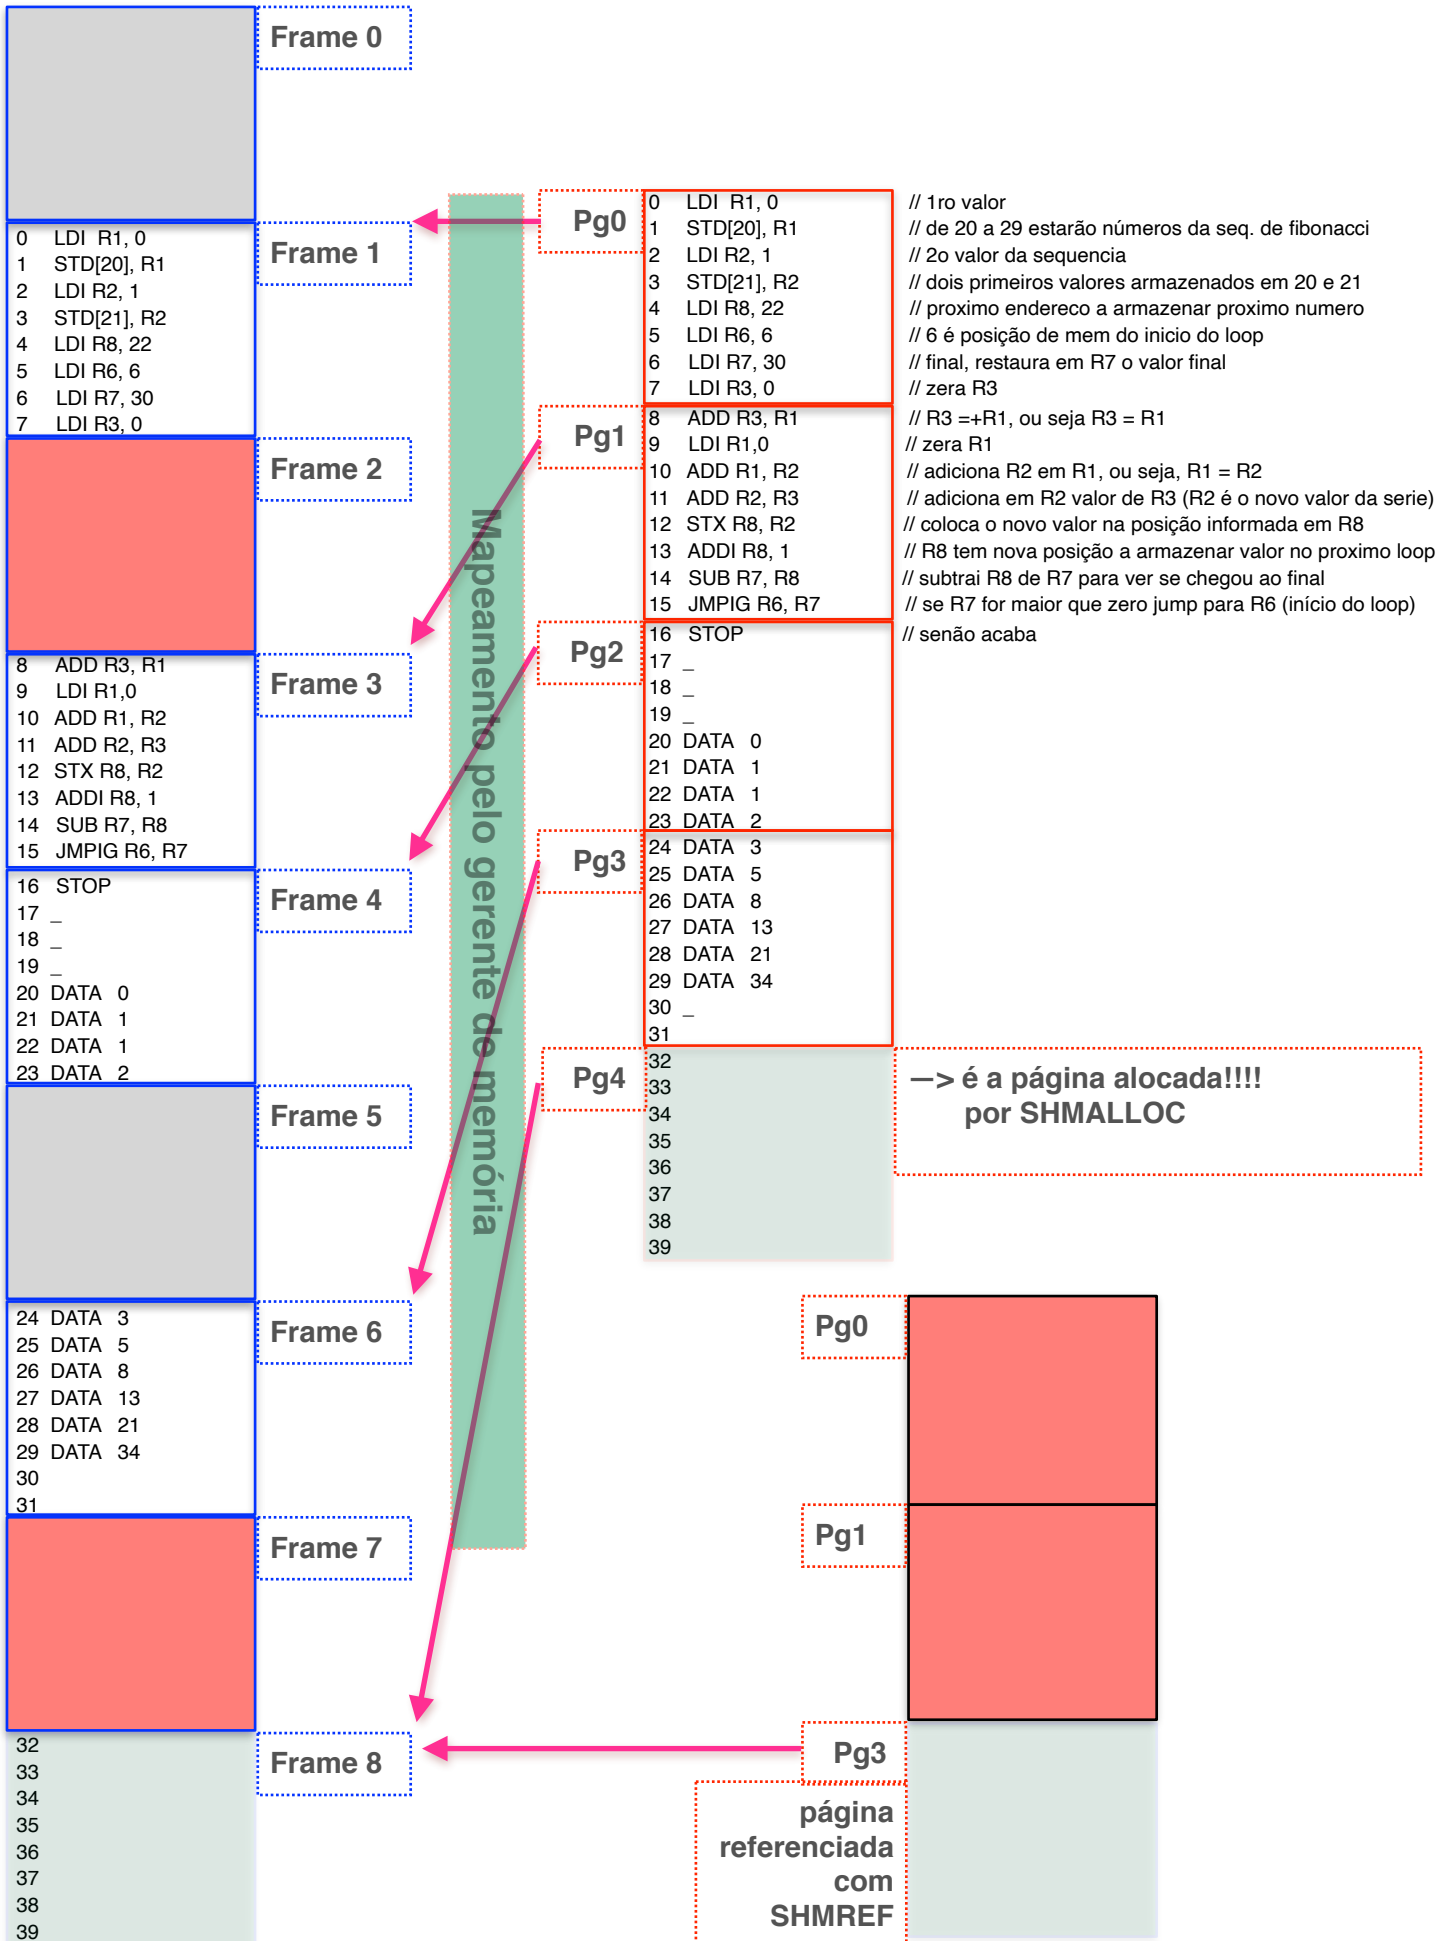 Frame 0
Frame 1
0 LDI R1, 0
1 STD[20], R1
2 LDI R2, 1
3 STD[21], R2
4 LDI R8, 22
5 LDI R6, 6
6 LDI R7, 30
7 LDI R3, 0
Frame 2
Frame 3
8 ADD R3, R1
9 LDI R1,0
10 ADD R1, R2
11 ADD R2, R3
12 STX R8, R2
13 ADDI R8, 1
14 SUB R7, R8
15 JMPIG R6, R7
Frame 4
16 STOP
17 _
18 _
19 _
20 DATA 0
21 DATA 1
22 DATA 1
23 DATA 2
Frame 5
Frame 6
24 DATA 3
25 DATA 5
26 DATA 8
27 DATA 13
28 DATA 21
29 DATA 34
30
31
Frame 7
Frame 8
32
33
34
35
36
37
38
39
Mapeamento pelo gerente de memória
Pg0
0 LDI R1, 0 // 1ro valor
1 STD[20], R1 // de 20 a 29 estarão números da seq. de fibonacci
2 LDI R2, 1 // 2o valor da sequencia
3 STD[21], R2 // dois primeiros valores armazenados em 20 e 21
4 LDI R8, 22 // proximo endereco a armazenar proximo numero
5 LDI R6, 6 // 6 é posição de mem do inicio do loop
6 LDI R7, 30 // final, restaura em R7 o valor final
7 LDI R3, 0 // zera R3
Pg1
8 ADD R3, R1 // R3 =+R1, ou seja R3 = R1
9 LDI R1,0 // zera R1
10 ADD R1, R2 // adiciona R2 em R1, ou seja, R1 = R2
11 ADD R2, R3 // adiciona em R2 valor de R3 (R2 é o novo valor da serie)
12 STX R8, R2 // coloca o novo valor na posição informada em R8
13 ADDI R8, 1 // R8 tem nova posição a armazenar valor no proximo loop
14 SUB R7, R8 // subtrai R8 de R7 para ver se chegou ao final
15 JMPIG R6, R7 // se R7 for maior que zero jump para R6 (início do loop)
Pg2
16 STOP // senão acaba
17 _
18 _
19 _
20 DATA 0
21 DATA 1
22 DATA 1
23 DATA 2
Pg3
24 DATA 3
25 DATA 5
26 DATA 8
27 DATA 13
28 DATA 21
29 DATA 34
30 _
31
Pg4
32
33
34
35
36
37
38
39
—> é a página alocada!!!!
por SHMALLOC
Pg0
Pg1
Pg3
página
referenciada
com
SHMREF